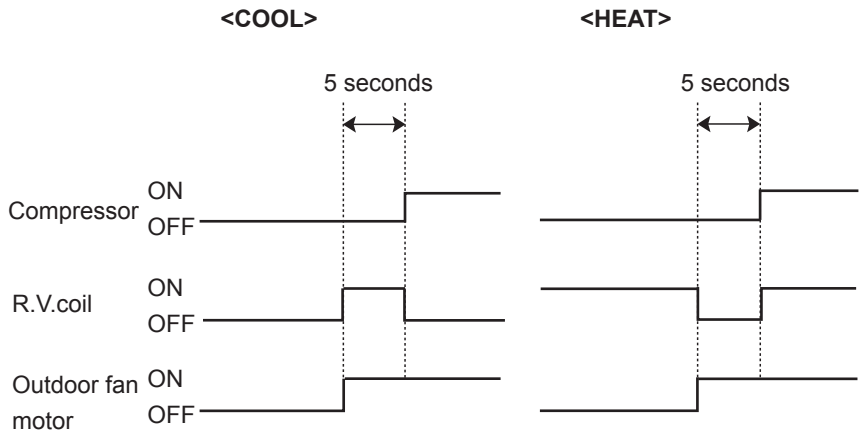 <COOL>
<HEAT>
5 seconds
5 seconds
Compressor
ON
OFF
R.V.coil
ON
OFF
Outdoor fan
motor
ON
OFF